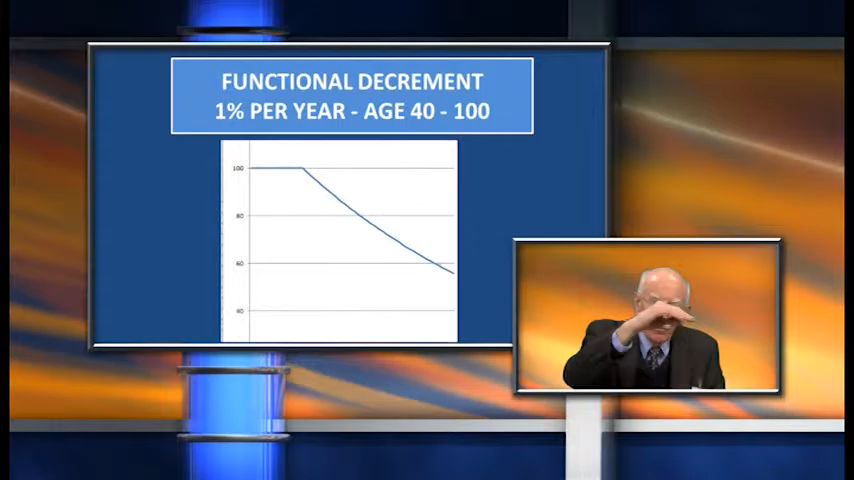 FUNCTIONAL DECREMENT
1% PER YEAR - AGE 40 - 100
100
80
60
40